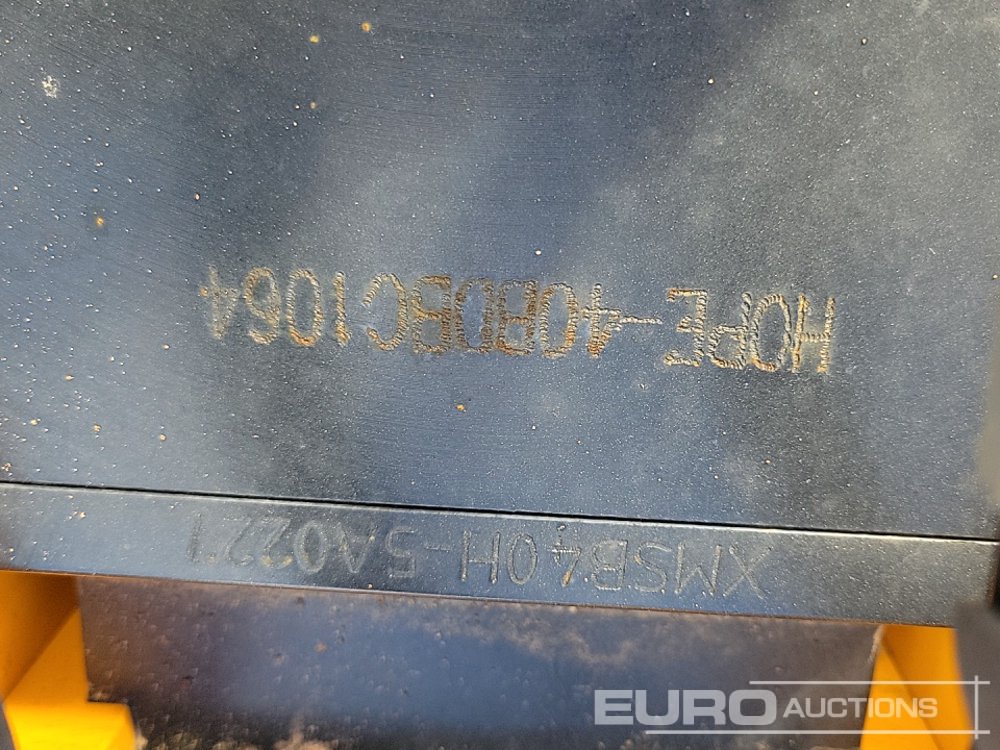 HOPE-40BDBC1064
XMSB40H-5A0221
EURO AUCTIONS